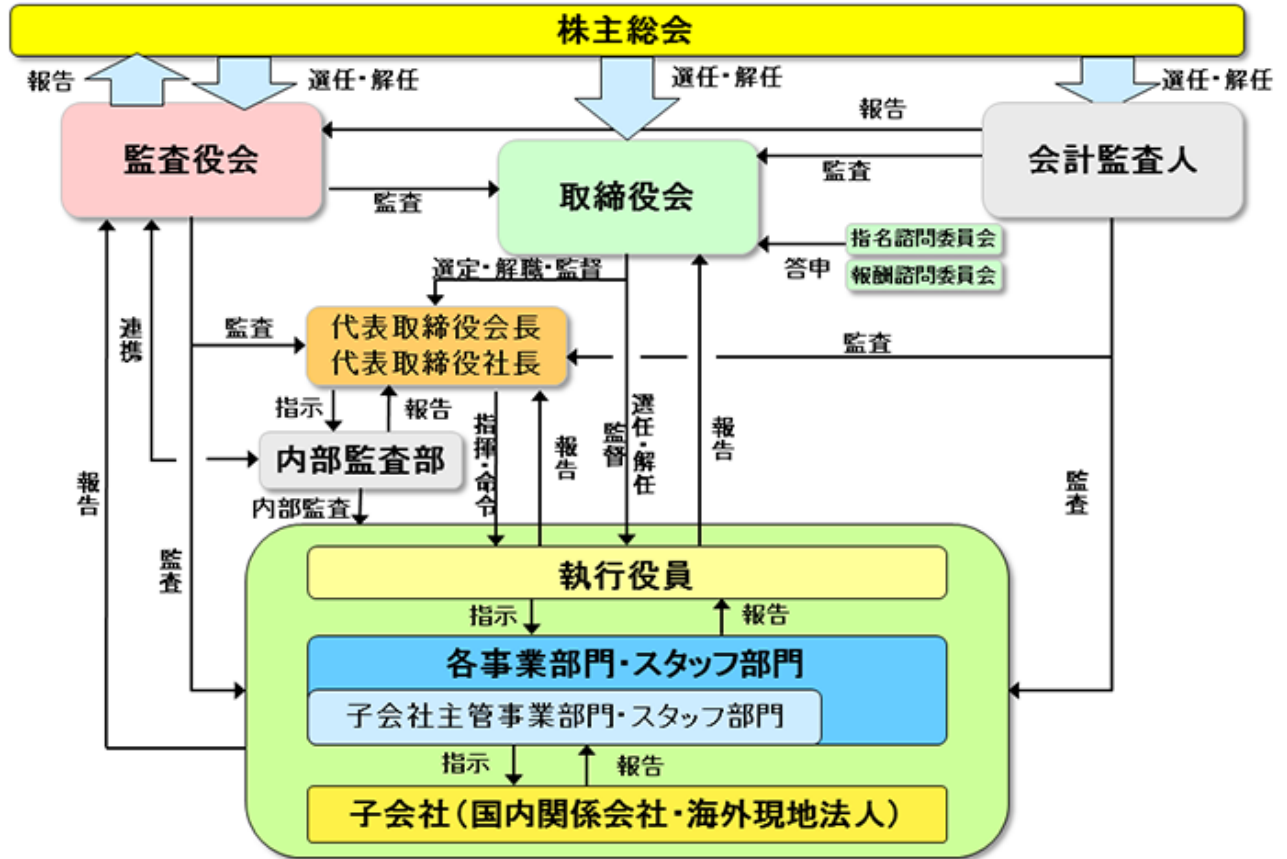 株主総会
報告
選任・解任
選任・解任
選任・解任
監査役会
報告
会計監査人
監査
取締役会
監査
指名諮問委員会
答申
報酬諮問委員会
選定・解職・監督
連携
監査
代表取締役会長
代表取締役社長
監査
指示
報告
指揮・命令
報告
監督
選任・解任
報告
内部監査部
報告
内部監査
監査
監査
執行役員
指示
報告
各事業部門・スタッフ部門
子会社主管事業部門・スタッフ部門
指示
報告
子会社（国内関係会社・海外現地法人）